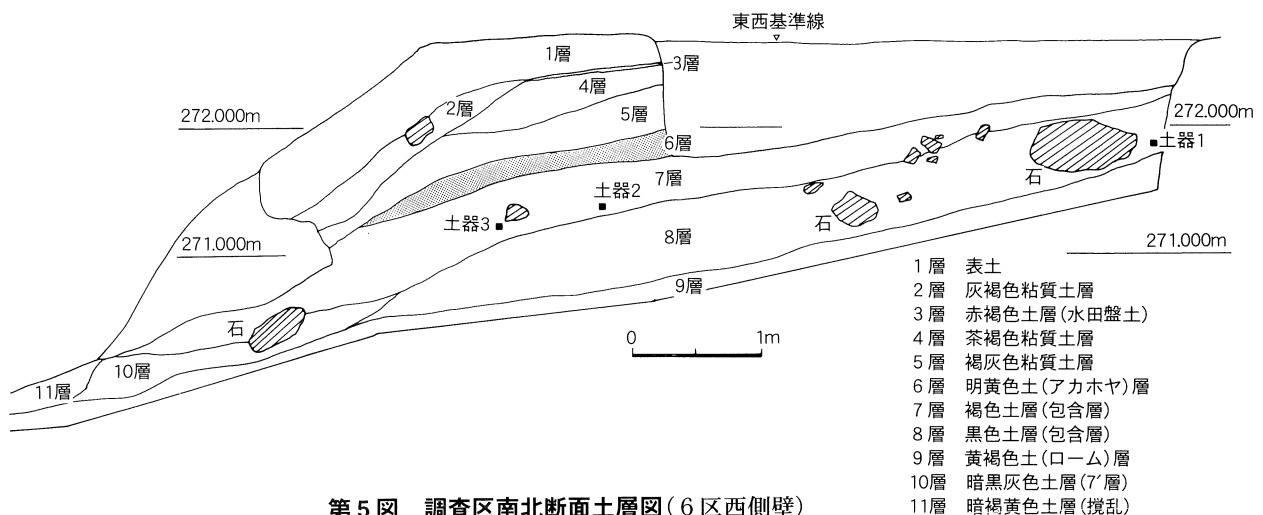 東西基準線
1層
3層
4層
2層
5層
272.000m
272.000m
6層
土器1
石
7層
土器2
土器3
石
8層
271.000m
271.000m
9層
石
0 1m
10層
11層
1層 表土
2層 灰褐色粘質土層
3層 赤褐色土層(水田盤土)
4層 茶褐色粘質土層
5層 褐灰色粘質土層
6層 明黄色土(アカホヤ)層
7層 褐色土層(包含層)
8層 黒色土層(包含層)
9層 黄褐色土(ローム)層
10層 暗黒灰色土層(7′層)
11層 暗褐黄色土層(撹乱)
第5図 調査区南北断面土層図(6区西側壁)